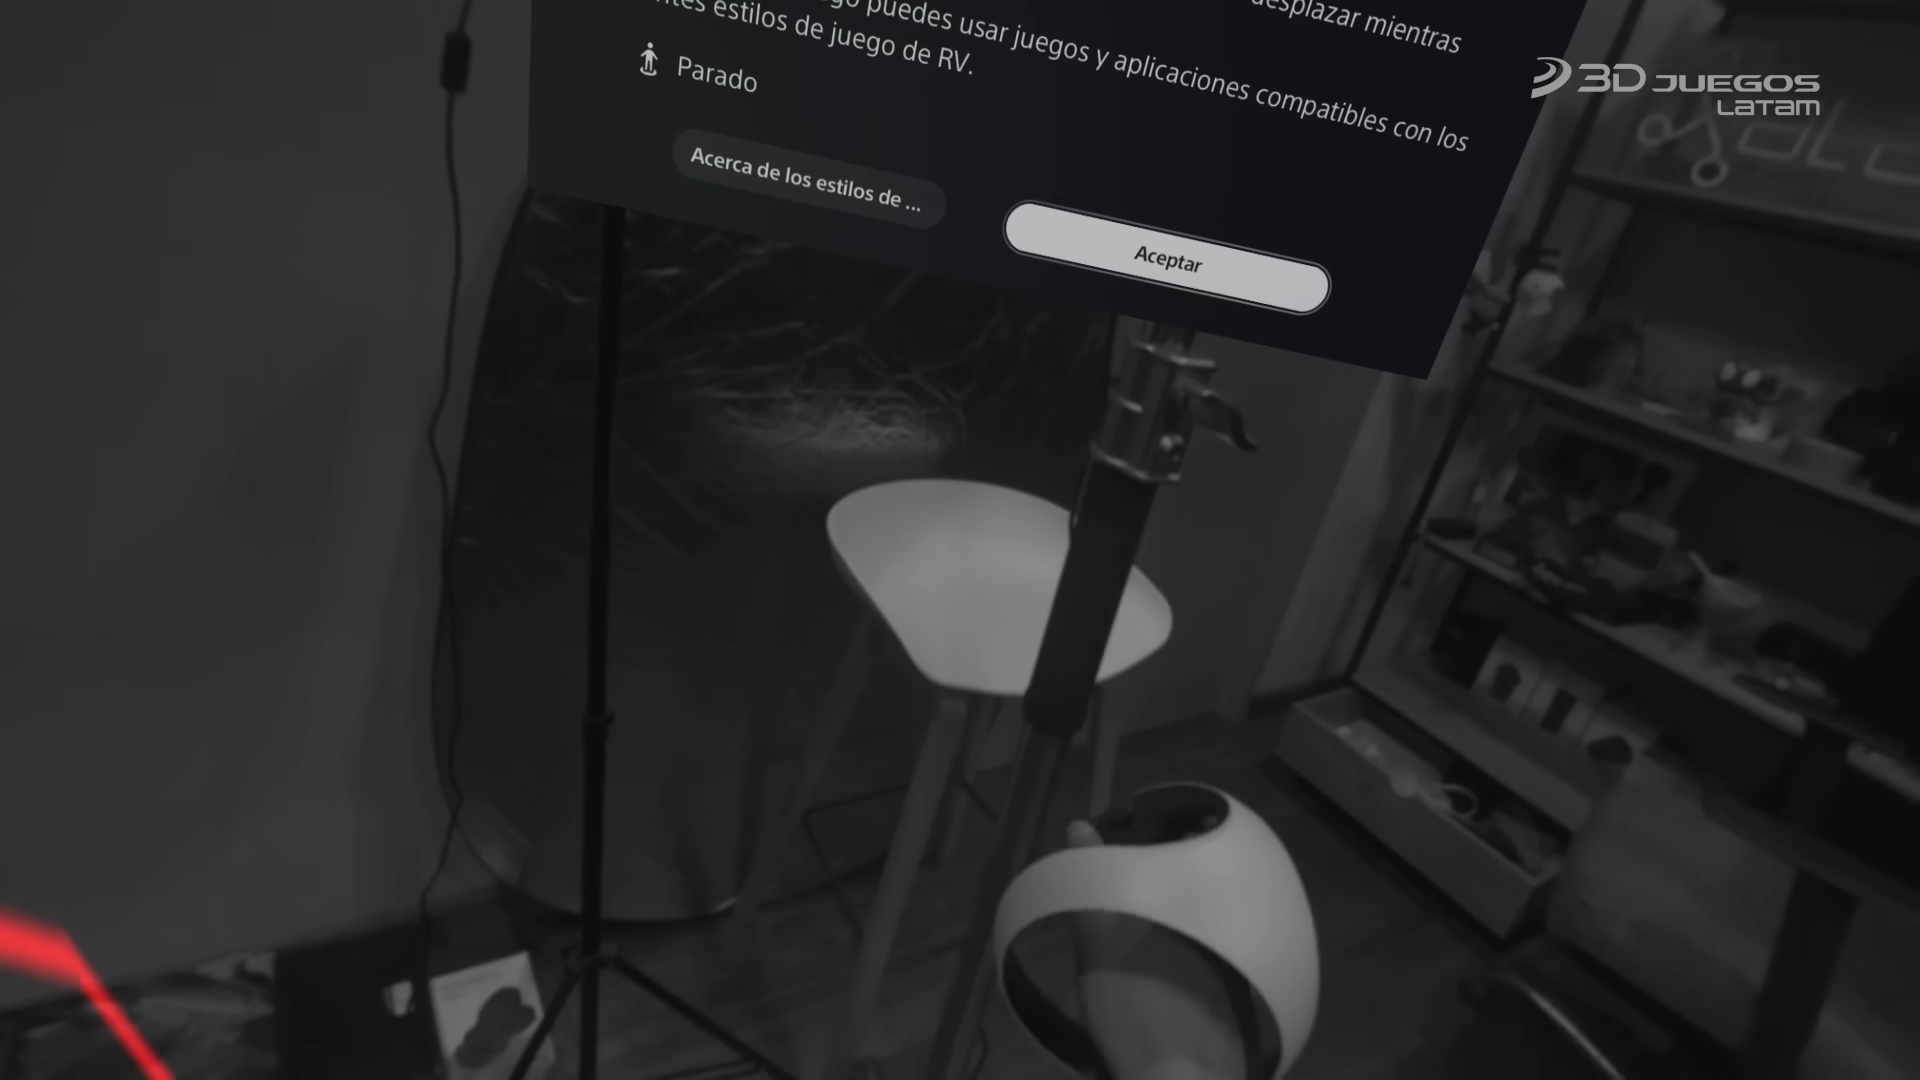 desplazar mientras
puedes usar juegos y aplicaciones compatibles con los
estilos de juego de RV.
Parado
Acerca de los estilos de ...
Aceptar
3D JUEGOS
LATAM